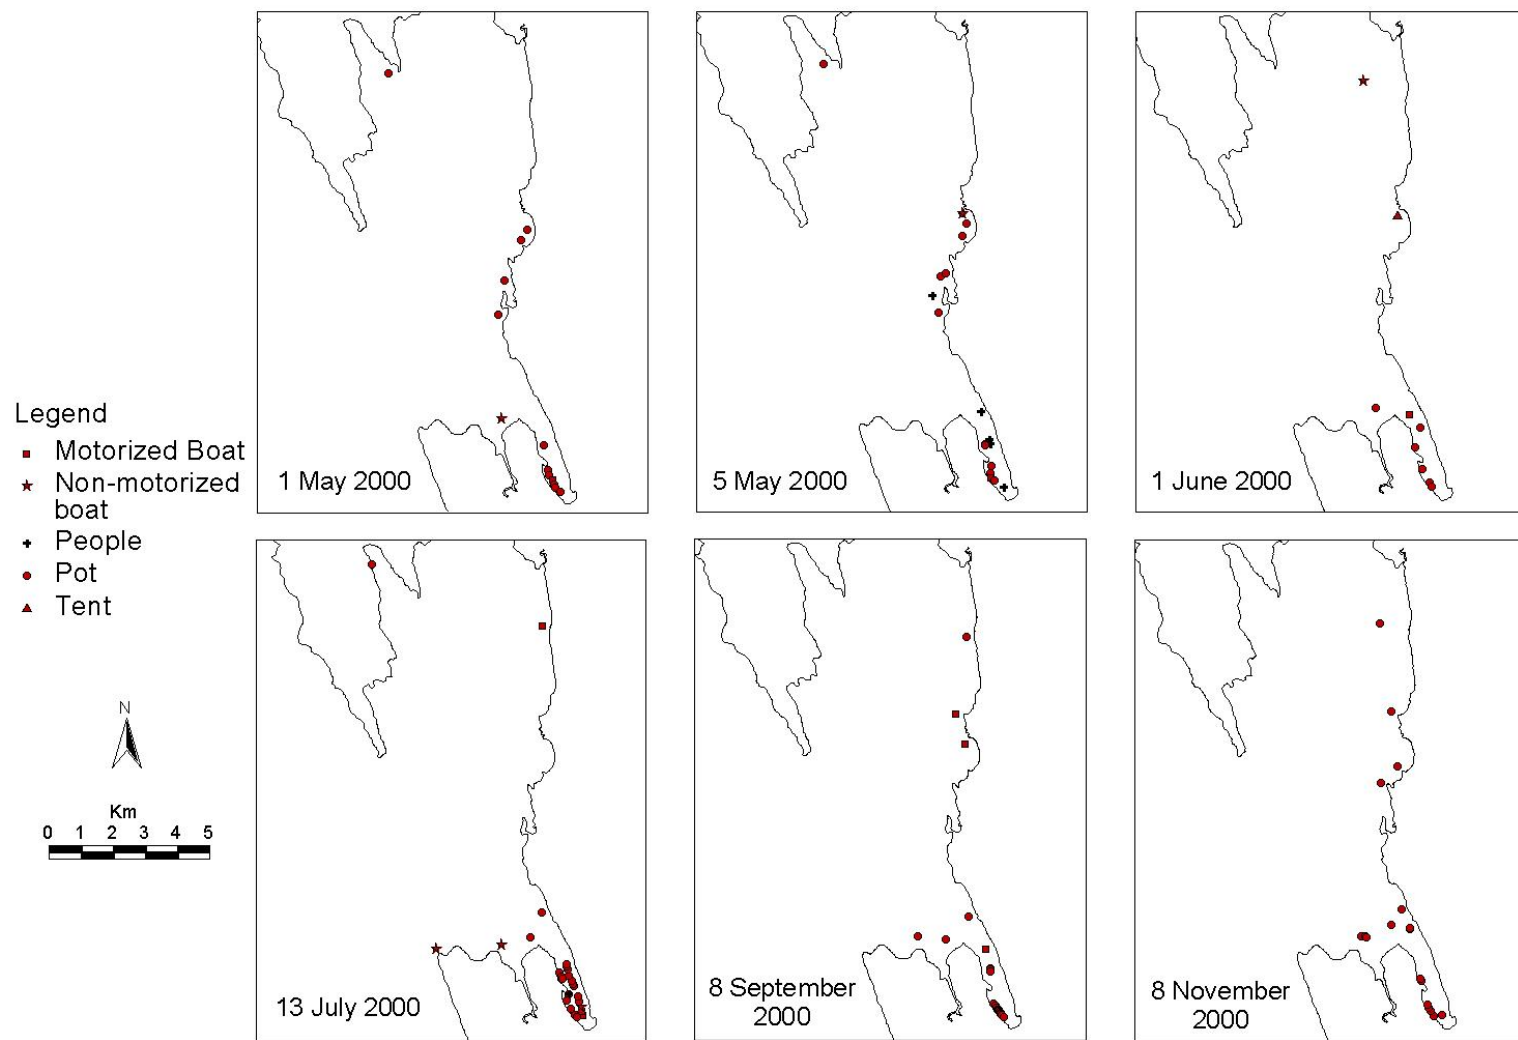 1 May 2000
5 May 2000
1 June 2000
Legend
Motorized Boat
Non-motorized
boat
People
Pot
Tent
N
Km
0 1 2 3 4 5
13 July 2000
8 September
2000
8 November
2000